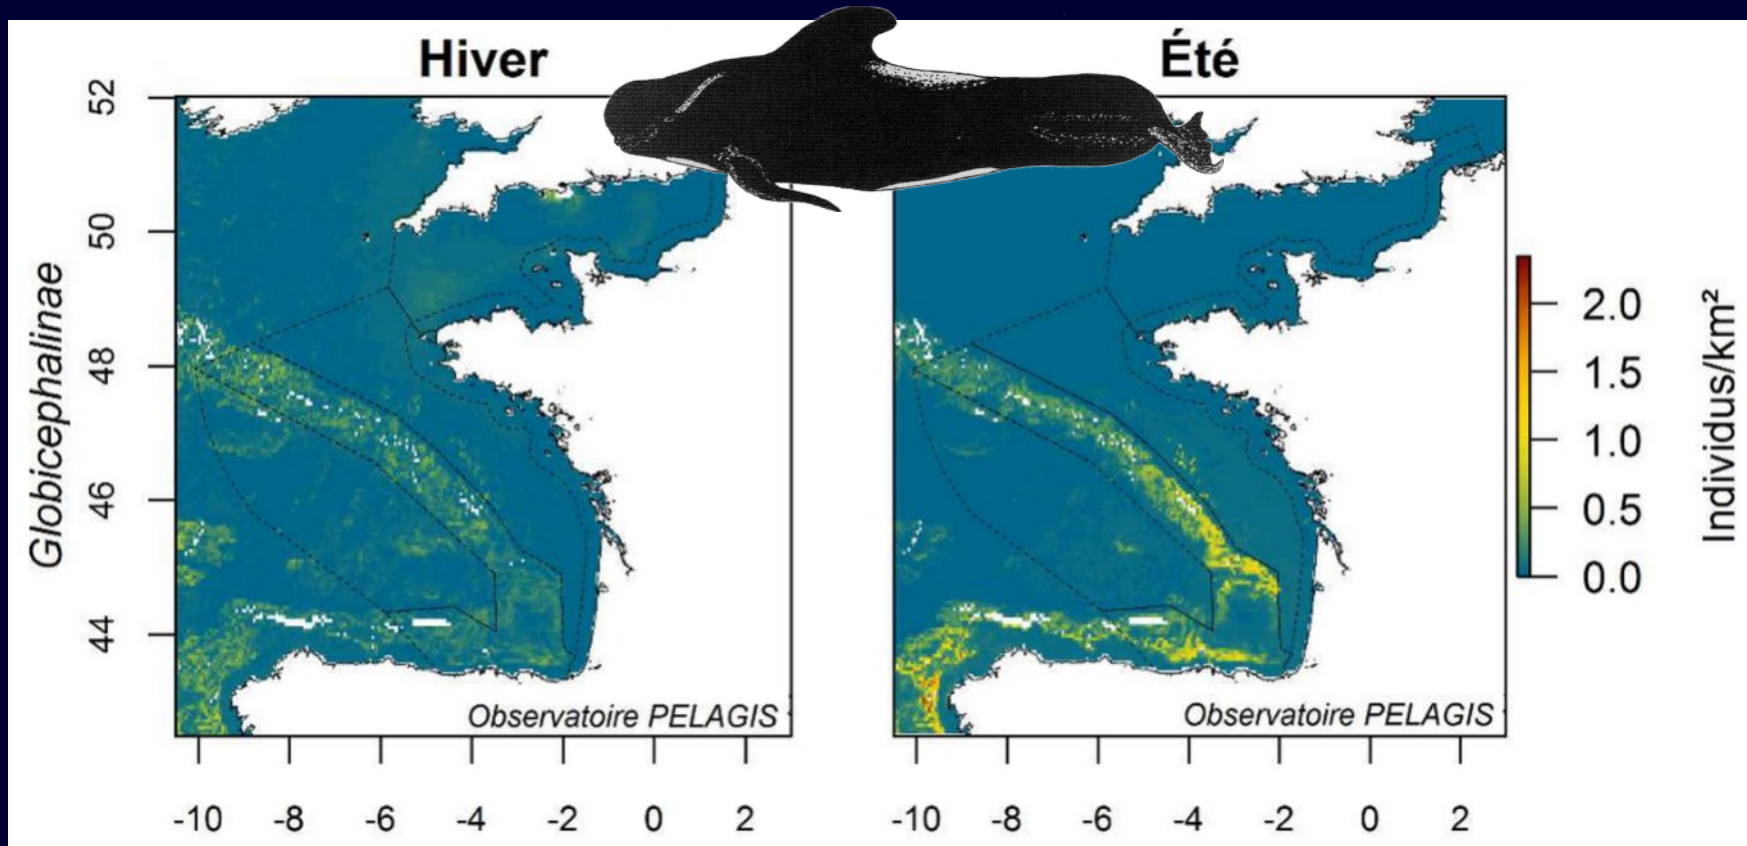 Hiver
Été
Globicephalinae
52
50
48
46
44
Observatoire PELAGIS
Observatoire PELAGIS
-10 -8 -6 -4 -2 0 2
-10 -8 -6 -4 -2 0 2
2.0
1.5
1.0
0.5
0.0
Individus/km²